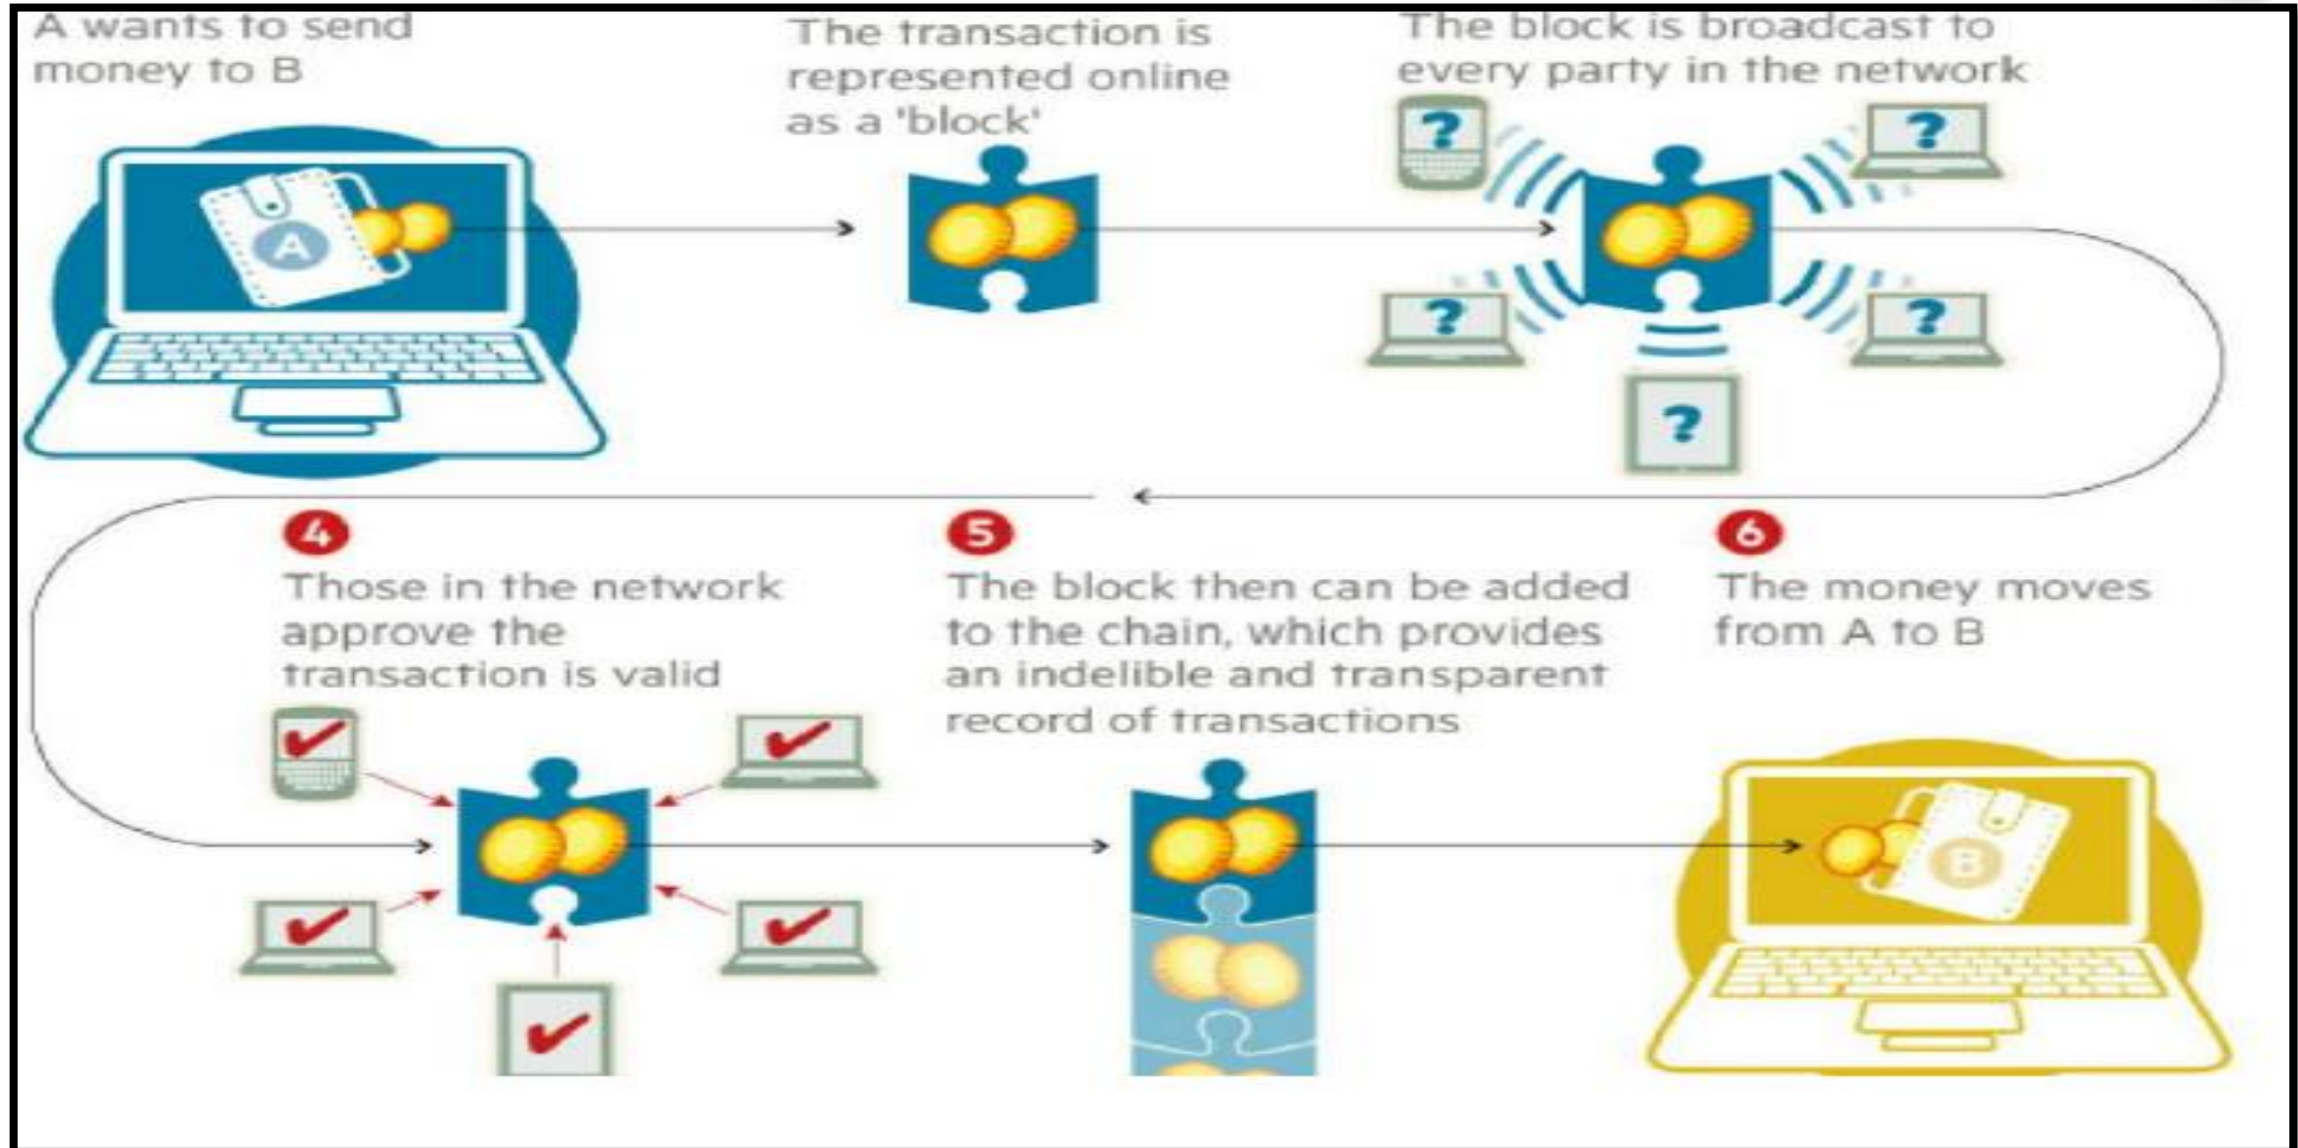 A wants to send
money to B
The transaction is
represented online
as a 'block'
The block is broadcast to
every party in the network
?
?
A
?
?
?
4
Those in the network
approve the
transaction is valid
5
The block then can be added
to the chain, which provides
an indelible and transparent
record of transactions
6
The money moves
from A to B
B